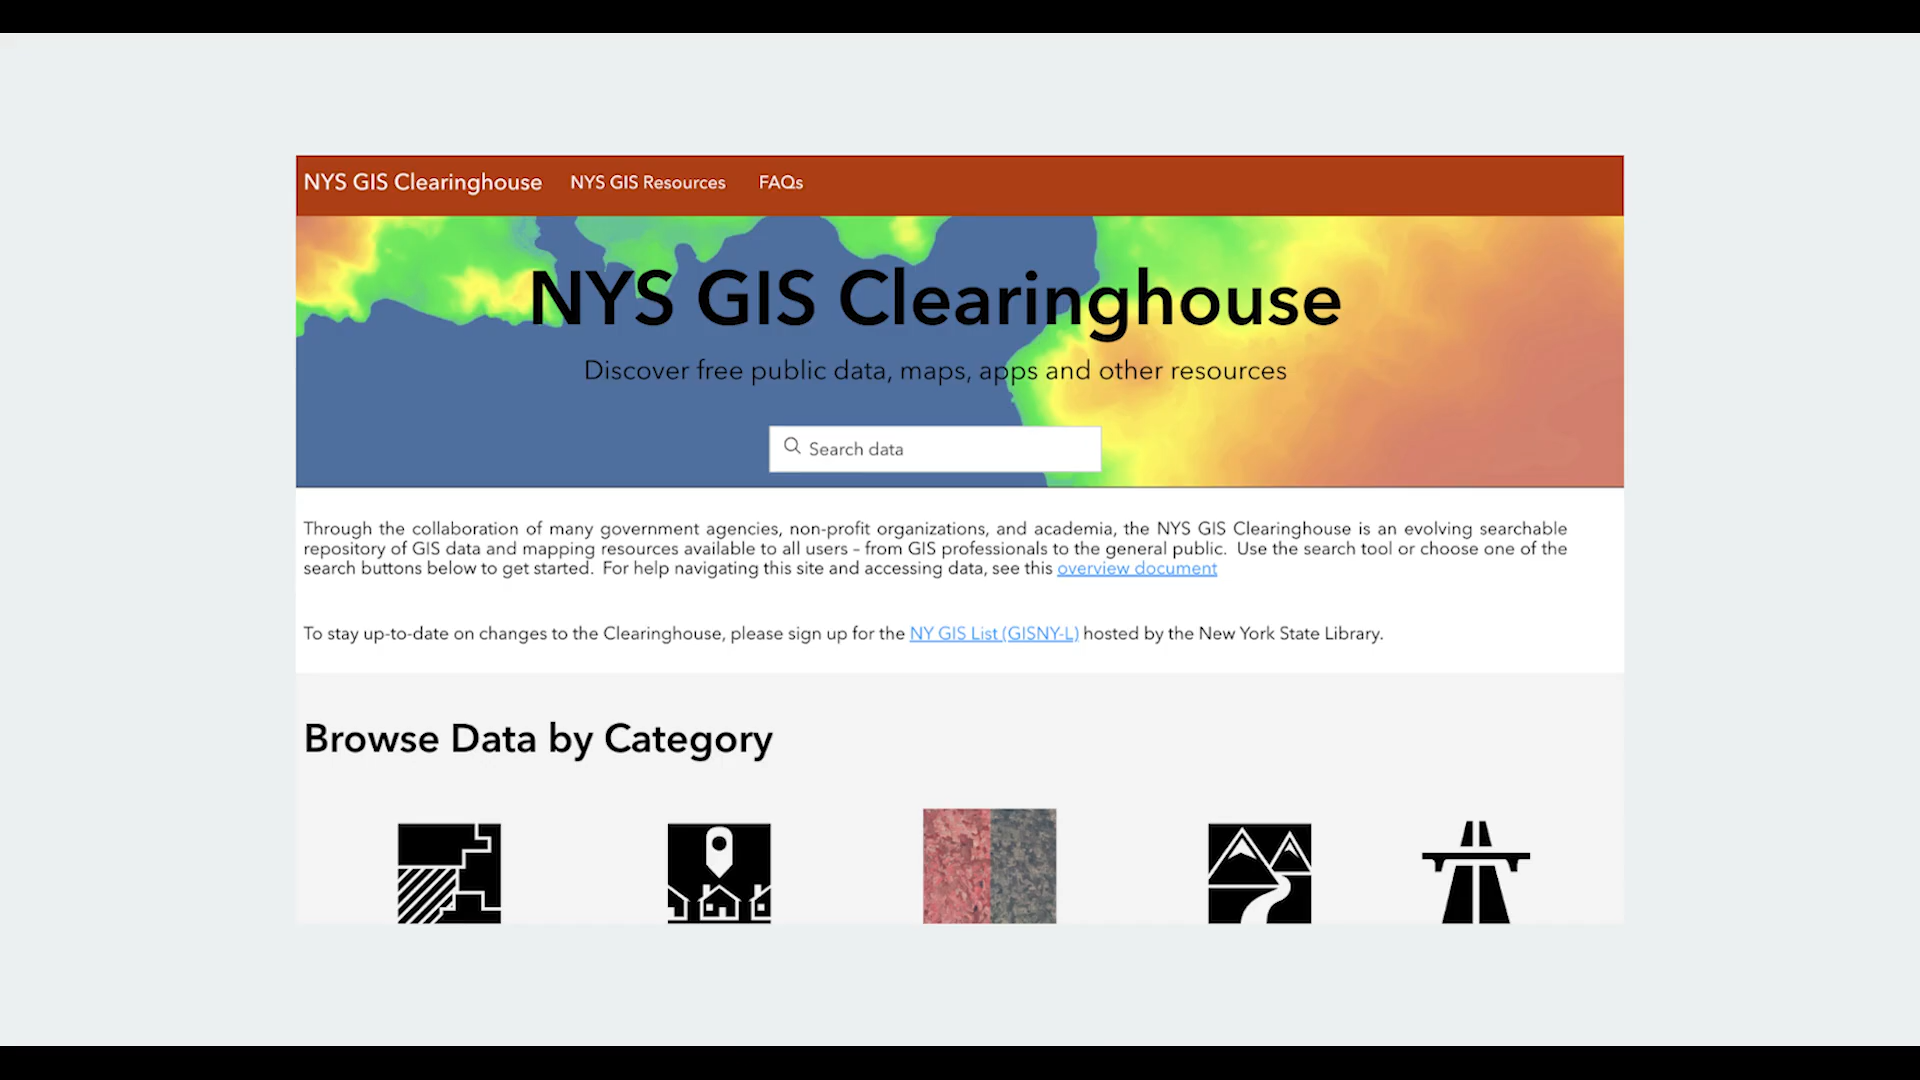 NYS GIS Clearinghouse NYS GIS Resources FAQs
NYS GIS Clearinghouse
Discover free public data, maps, apps and other resources
Search data
Through the collaboration of many government agencies, non-profit organizations, and academia, the NYS GIS Clearinghouse is an evolving searchable
repository of GIS data and mapping resources available to all users – from GIS professionals to the general public. Use the search tool or choose one of the
search buttons below to get started. For help navigating this site and accessing data, see this overview document
To stay up-to-date on changes to the Clearinghouse, please sign up for the NY GIS List (GISNY-L) hosted by the New York State Library.
Browse Data by Category